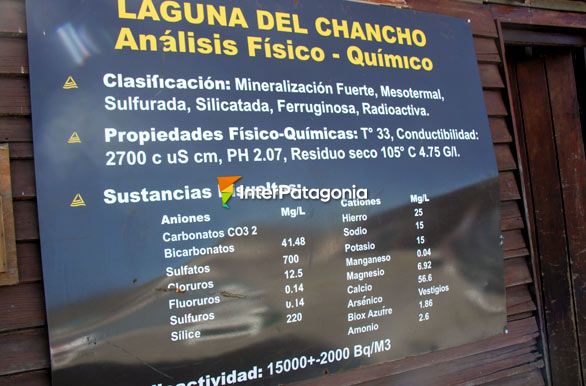 LAGUNA DEL CHANCHO
Análisis Físico - Químico
Clasificación: Mineralización Fuerte, Mesotermal,
Sulfurada, Silicatada, Ferruginosa, Radioactiva.
Propiedades Físico-Químicas: T° 33, Conductibilidad:
2700 c uS cm, PH 2.07, Residuo seco 105° C 4.75 G/l.
Sustancias
InterPatagonia
Aniones Mg/L Cationes Mg/L
Carbonatos CO3 2 Hierro 25
Bicarbonatos 41.48 Sodio 15
Sulfatos 700 Potasio 15
Cloruros 12.5 Manganeso 0.04
Fluoruros 0.14 Magnesio 6.92
Sulfuros 0.14 Calcio 56.6
Sílice 220 Arsénico Vestigios
Biox Azufre 1.86
Amonio 2.6
15000+-2000 Bq/M3